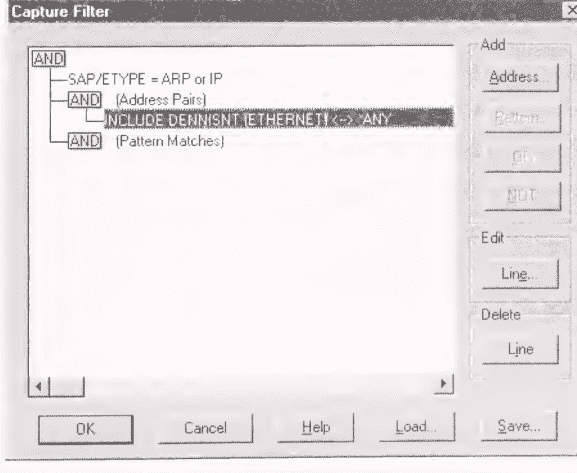 Capture Filter
AND
SAP/ETYPE = ARP or IP
AND (Address Pairs)
INCLUDE DENNISNT (ETHERNET) <--> *ANY
AND (Pattern Matches)
Add
Address...
Pattern...
OR
NOT
Edit
Line...
Delete
Line
OK
Cancel
Help
Load...
Save...